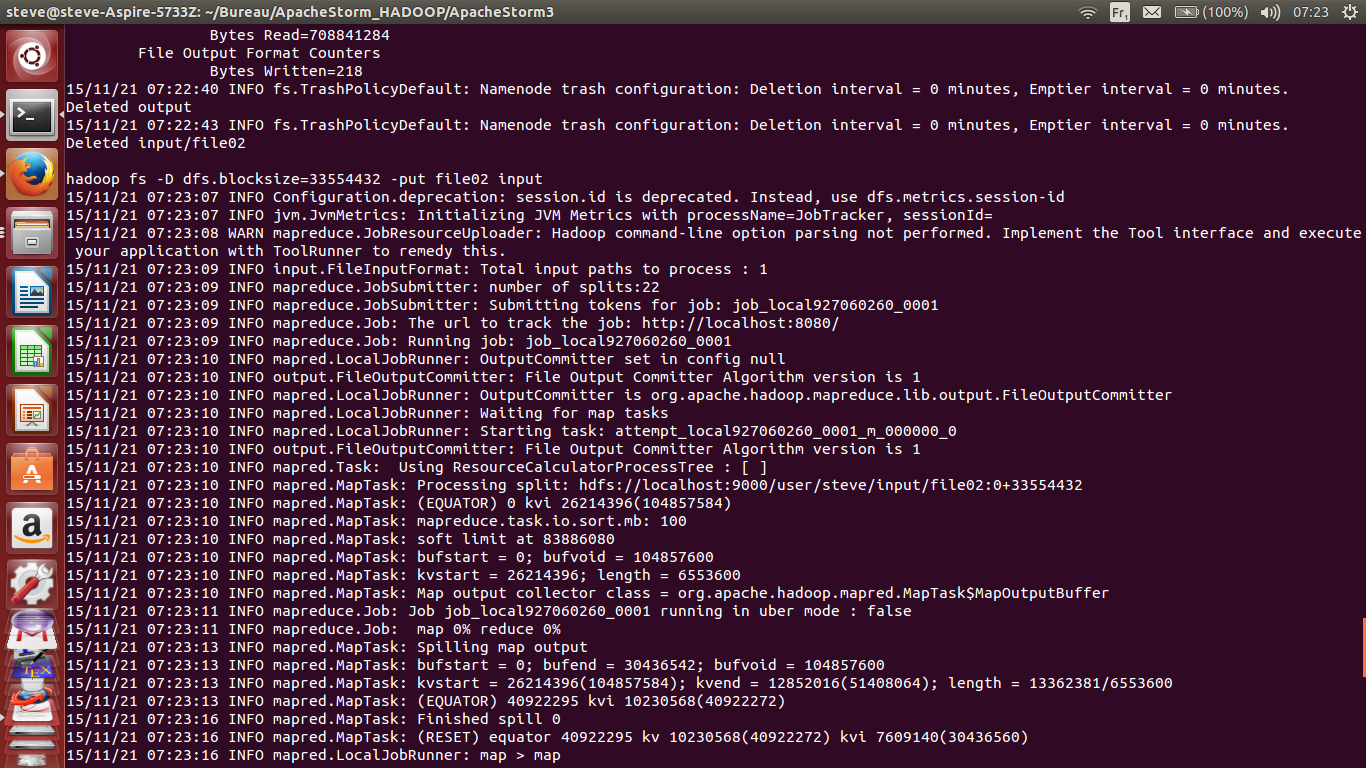 steve@steve-Aspire-5733Z: ~/Bureau/ApacheStorm_HADOOP/ApacheStorm3
Fr1 (100%) 07:23
Bytes Read=708841284
File Output Format Counters
Bytes Written=218
15/11/21 07:22:40 INFO fs.TrashPolicyDefault: Namenode trash configuration: Deletion interval = 0 minutes, Emptier interval = 0 minutes.
Deleted output
15/11/21 07:22:43 INFO fs.TrashPolicyDefault: Namenode trash configuration: Deletion interval = 0 minutes, Emptier interval = 0 minutes.
Deleted input/file02
hadoop fs -D dfs.blocksize=33554432 -put file02 input
15/11/21 07:23:07 INFO Configuration.deprecation: session.id is deprecated. Instead, use dfs.metrics.session-id
15/11/21 07:23:07 INFO jvm.JvmMetrics: Initializing JVM Metrics with processName=JobTracker, sessionId=
15/11/21 07:23:08 WARN mapreduce.JobResourceUploader: Hadoop command-line option parsing not performed. Implement the Tool interface and execute
your application with ToolRunner to remedy this.
15/11/21 07:23:09 INFO input.FileInputFormat: Total input paths to process : 1
15/11/21 07:23:09 INFO mapreduce.JobSubmitter: number of splits:22
15/11/21 07:23:09 INFO mapreduce.JobSubmitter: Submitting tokens for job: job_local927060260_0001
15/11/21 07:23:09 INFO mapreduce.Job: The url to track the job: http://localhost:8080/
15/11/21 07:23:09 INFO mapreduce.Job: Running job: job_local927060260_0001
15/11/21 07:23:10 INFO mapred.LocalJobRunner: OutputCommitter set in config null
15/11/21 07:23:10 INFO output.FileOutputCommitter: File Output Committer Algorithm version is 1
15/11/21 07:23:10 INFO mapred.LocalJobRunner: OutputCommitter is org.apache.hadoop.mapreduce.lib.output.FileOutputCommitter
15/11/21 07:23:10 INFO mapred.LocalJobRunner: Waiting for map tasks
15/11/21 07:23:10 INFO mapred.LocalJobRunner: Starting task: attempt_local927060260_0001_m_000000_0
15/11/21 07:23:10 INFO output.FileOutputCommitter: File Output Committer Algorithm version is 1
15/11/21 07:23:10 INFO mapred.Task:  Using ResourceCalculatorProcessTree : [ ]
15/11/21 07:23:10 INFO mapred.MapTask: Processing split: hdfs://localhost:9000/user/steve/input/file02:0+33554432
15/11/21 07:23:10 INFO mapred.MapTask: (EQUATOR) 0 kvi 26214396(104857584)
15/11/21 07:23:10 INFO mapred.MapTask: mapreduce.task.io.sort.mb: 100
15/11/21 07:23:10 INFO mapred.MapTask: soft limit at 83886080
15/11/21 07:23:10 INFO mapred.MapTask: bufstart = 0; bufvoid = 104857600
15/11/21 07:23:10 INFO mapred.MapTask: kvstart = 26214396; length = 6553600
15/11/21 07:23:10 INFO mapred.MapTask: Map output collector class = org.apache.hadoop.mapred.MapTask$MapOutputBuffer
15/11/21 07:23:11 INFO mapreduce.Job: Job job_local927060260_0001 running in uber mode : false
15/11/21 07:23:11 INFO mapreduce.Job:  map 0% reduce 0%
15/11/21 07:23:13 INFO mapred.MapTask: Spilling map output
15/11/21 07:23:13 INFO mapred.MapTask: bufstart = 0; bufend = 30436542; bufvoid = 104857600
15/11/21 07:23:13 INFO mapred.MapTask: kvstart = 26214396(104857584); kvend = 12852016(51408064); length = 13362381/6553600
15/11/21 07:23:13 INFO mapred.MapTask: (EQUATOR) 40922295 kvi 10230568(40922272)
15/11/21 07:23:16 INFO mapred.MapTask: Finished spill 0
15/11/21 07:23:16 INFO mapred.MapTask: (RESET) equator 40922295 kv 10230568(40922272) kvi 7609140(30436560)
15/11/21 07:23:16 INFO mapred.LocalJobRunner: map > map